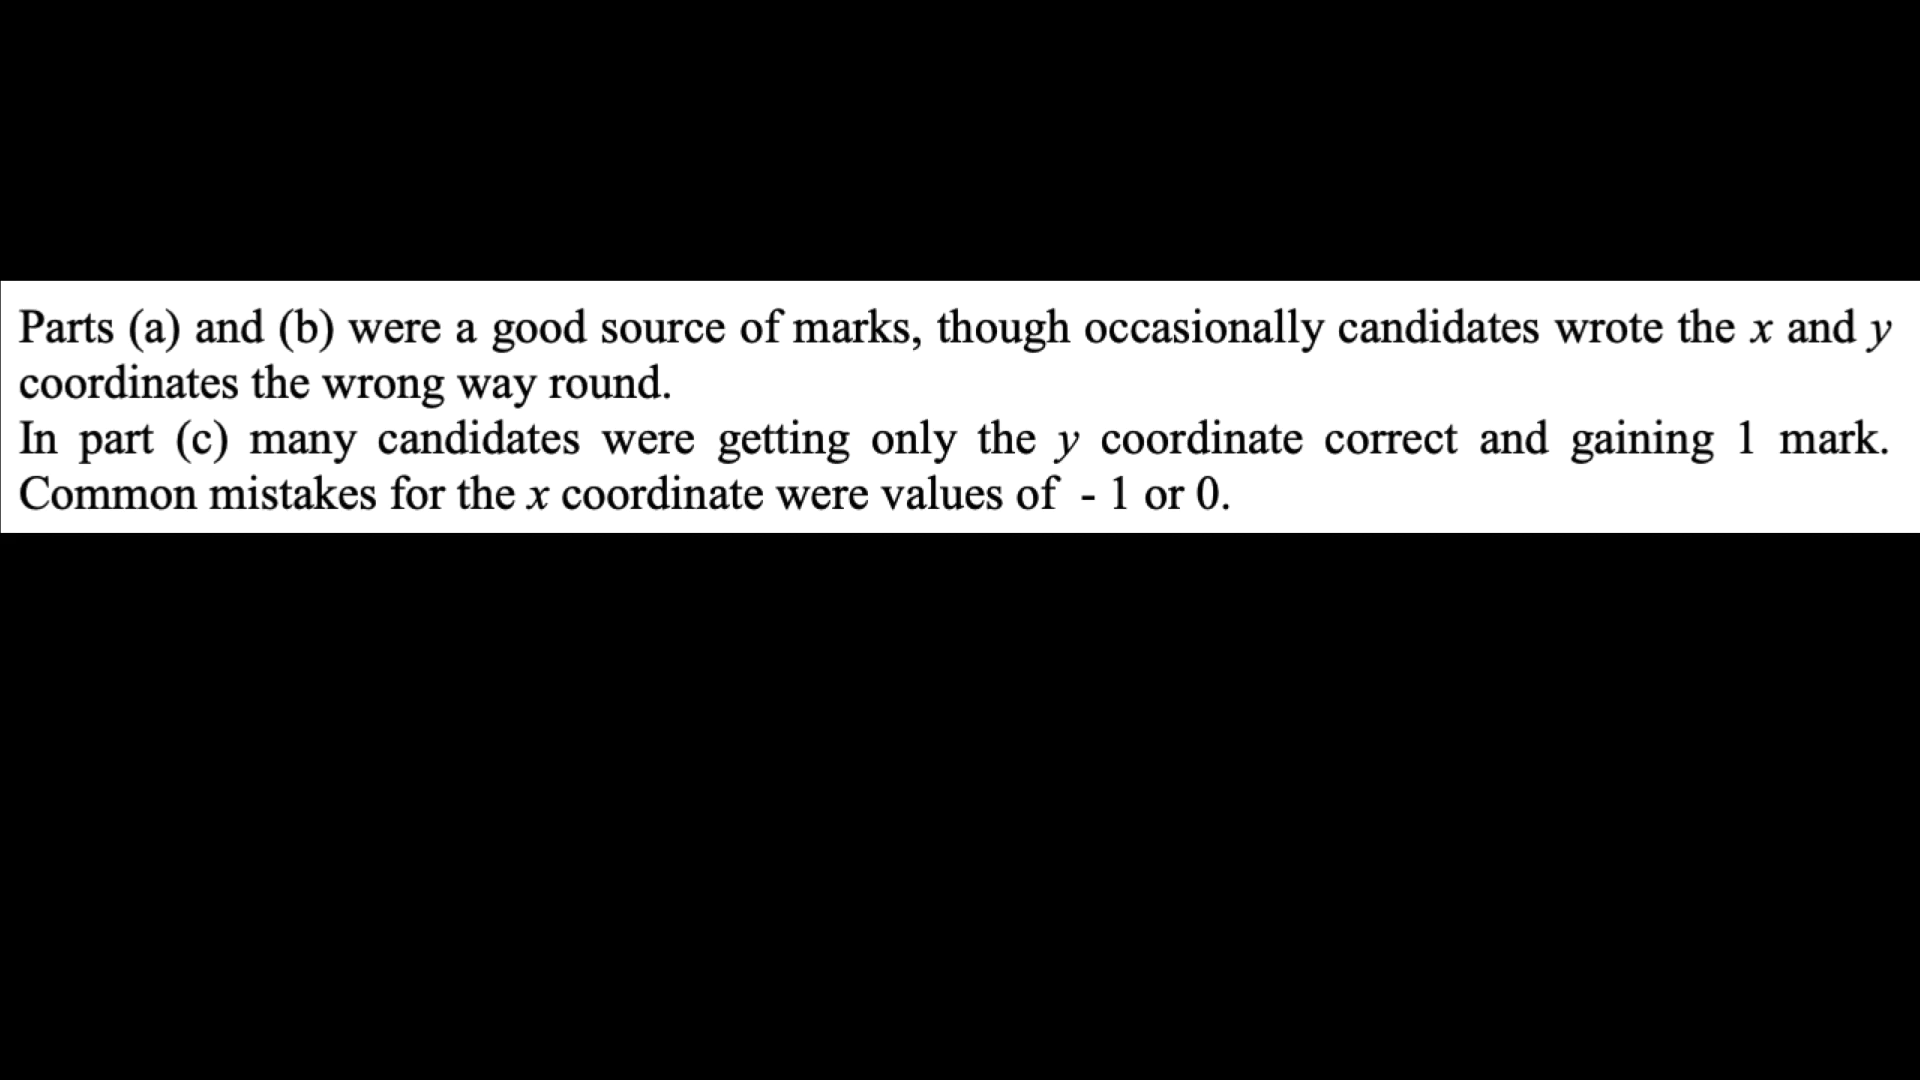 Parts (a) and (b) were a good source of marks, though occasionally candidates wrote the x and y
coordinates the wrong way round.
In part (c) many candidates were getting only the y coordinate correct and gaining 1 mark.
Common mistakes for the x coordinate were values of - 1 or 0.